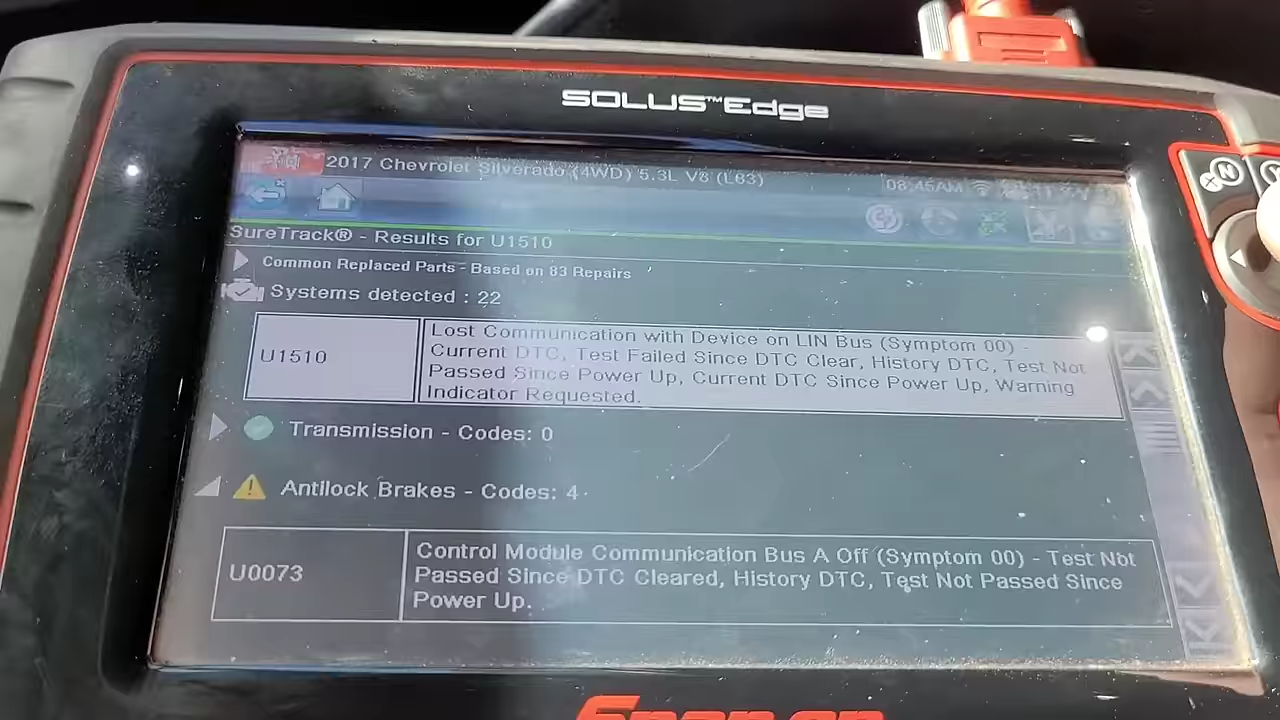 SOLUS™Edge
2017 Chevrolet Silverado (4WD) 5.3L V8 (L83)
08:45AM
SureTrack® - Results for U1510
Common Replaced Parts - Based on 83 Repairs
Systems detected : 22
U1510
Lost Communication with Device on LIN Bus (Symptom 00) -
Current DTC, Test Failed Since DTC Clear, History DTC, Test Not
Passed Since Power Up, Current DTC Since Power Up, Warning
Indicator Requested.
Transmission - Codes: 0
Antilock Brakes - Codes: 4
U0073
Control Module Communication Bus A Off (Symptom 00) - Test Not
Passed Since DTC Cleared, History DTC, Test Not Passed Since
Power Up.
Snap-on
N